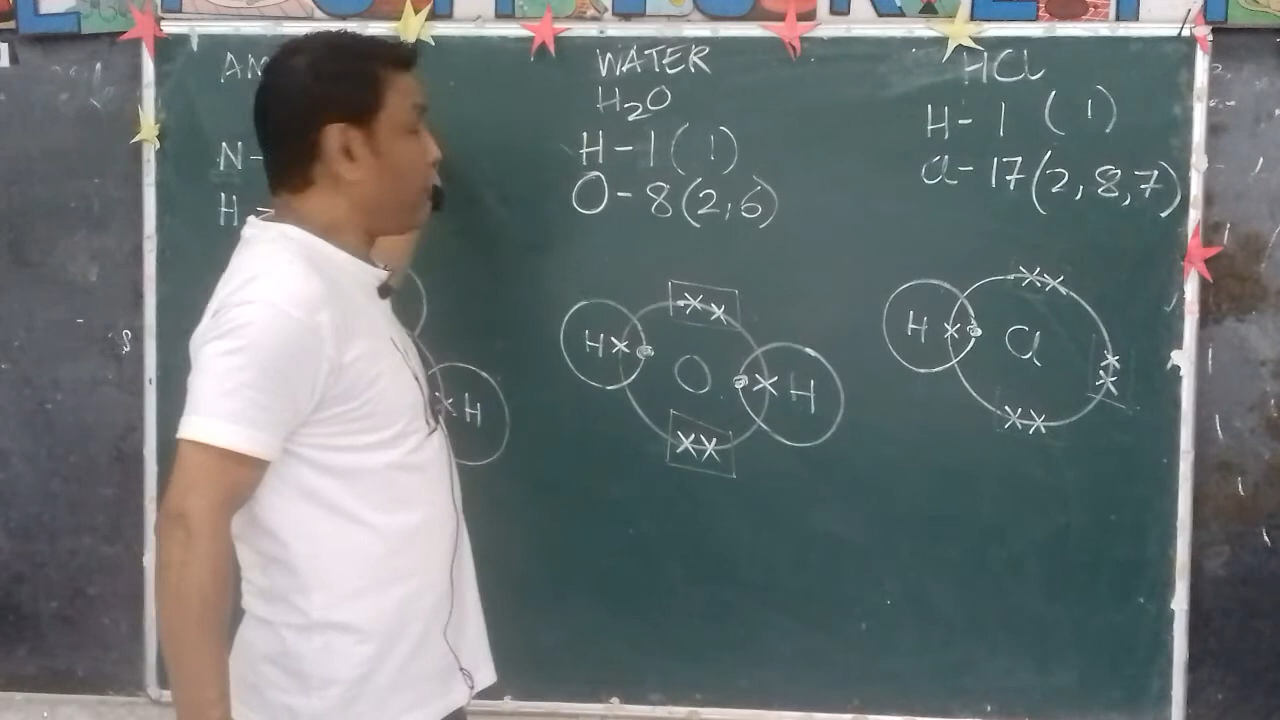 WATER
H2O
H-1(1)
O-8(2,6)
HCl
H-1 (1)
Cl-17(2,8,7)
N-
H-
H
H
O
H
H
Cl